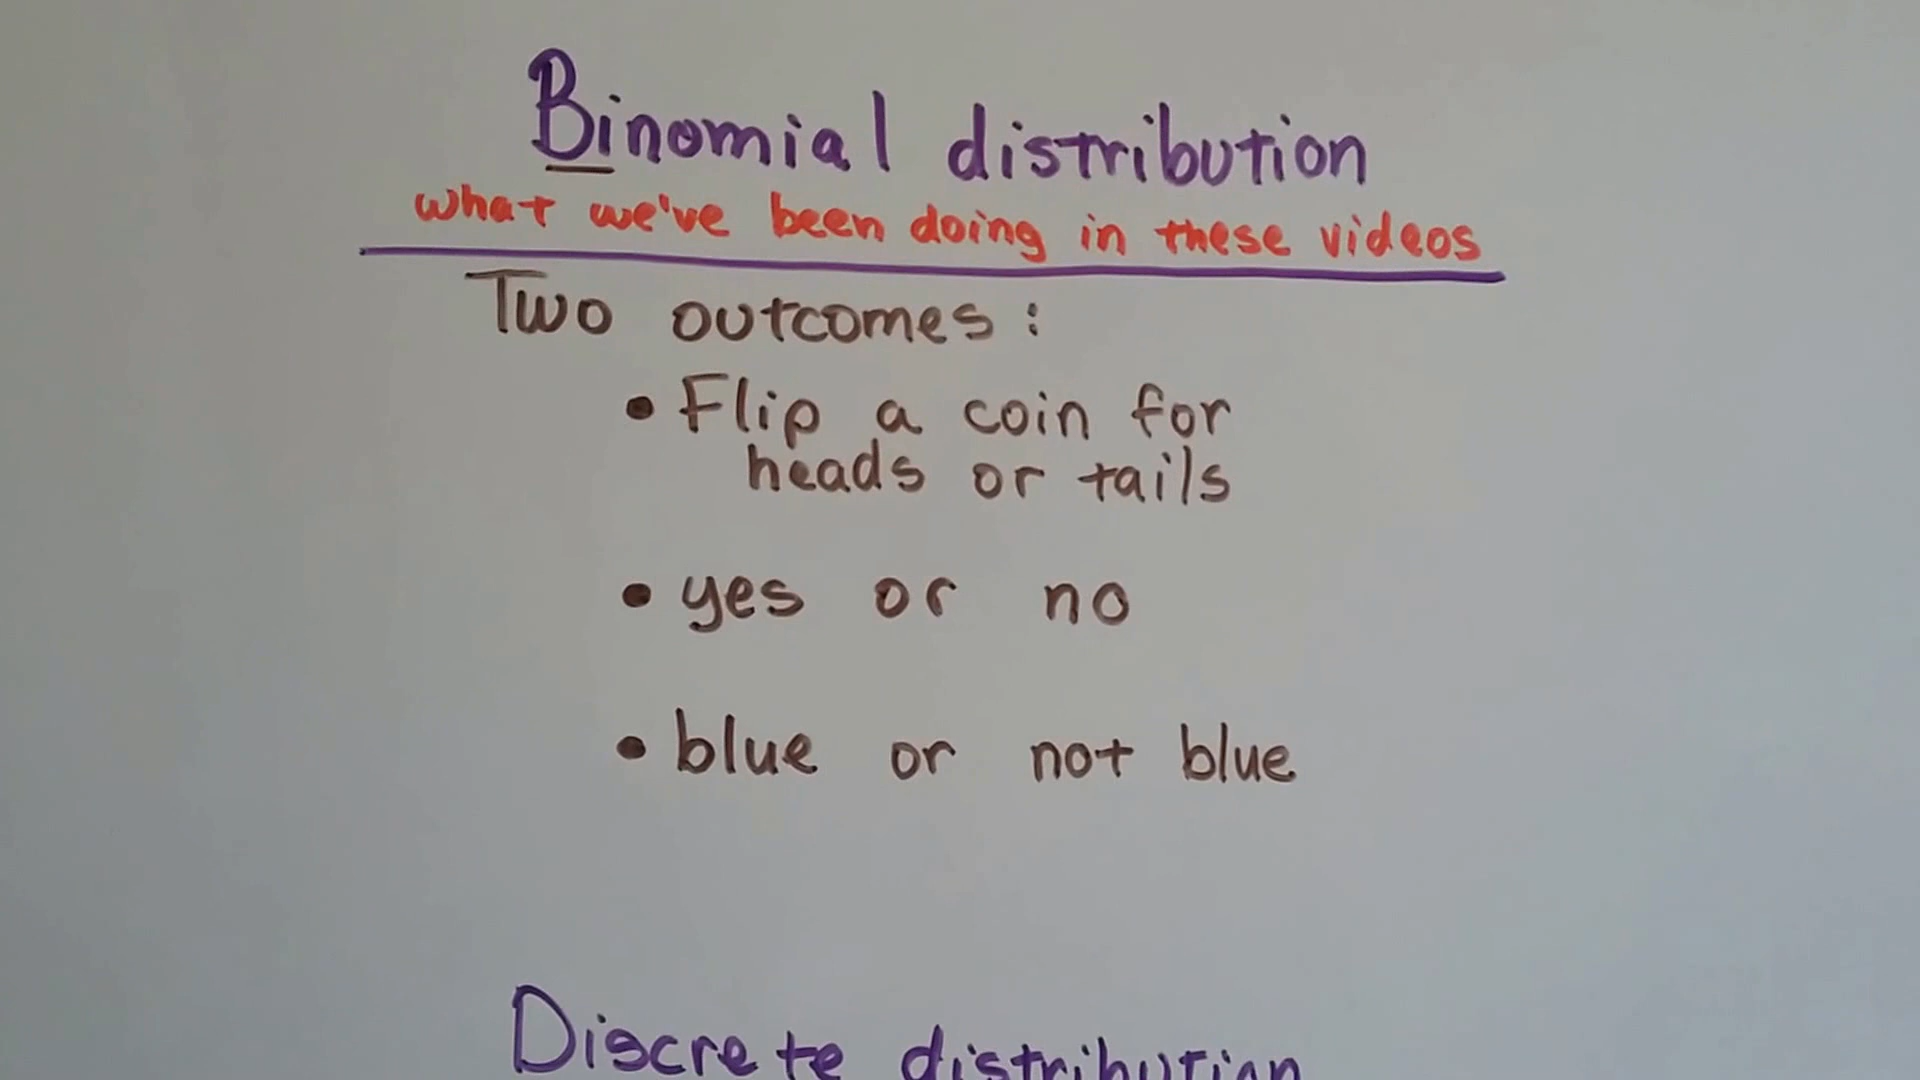 Binomial distribution
what we've been doing in these videos
Two outcomes:
• Flip a coin for
heads or tails
• yes or no
• blue or not blue
Discrete distribution